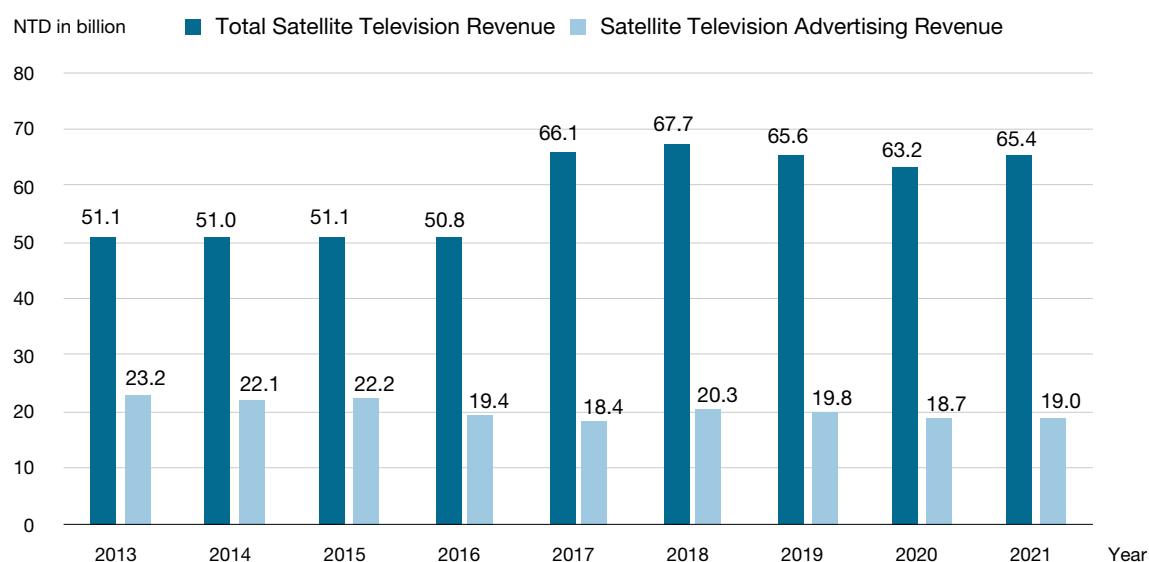 NTD in billion Total Satellite Television Revenue Satellite Television Advertising Revenue
80
70
60
50
40
30
20
10
0
51.1 51.0 51.1 50.8 66.1 67.7 65.6 63.2 65.4
23.2 22.1 22.2 19.4 18.4 20.3 19.8 18.7 19.0
2013 2014 2015 2016 2017 2018 2019 2020 2021 Year